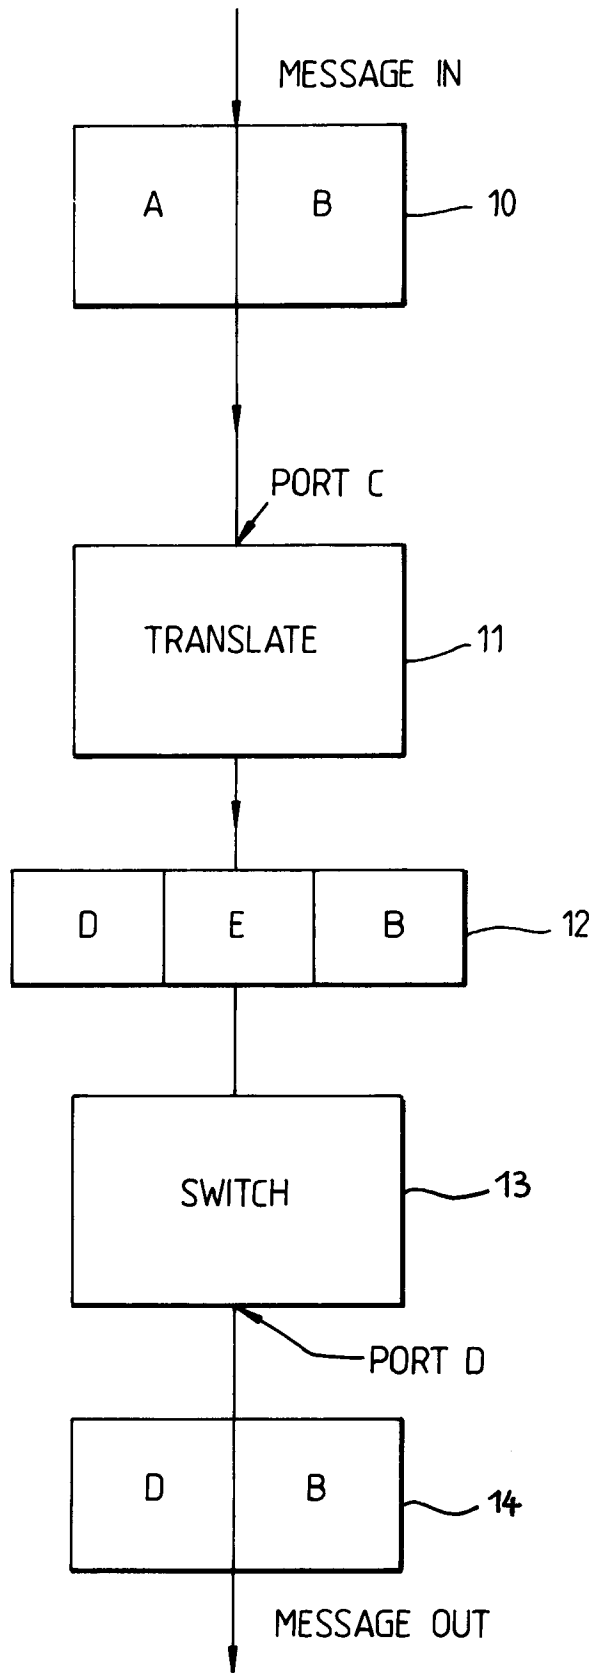 MESSAGE IN
A B 10
PORT C
TRANSLATE 11
D E B 12
SWITCH 13
PORT D
D B 14
MESSAGE OUT